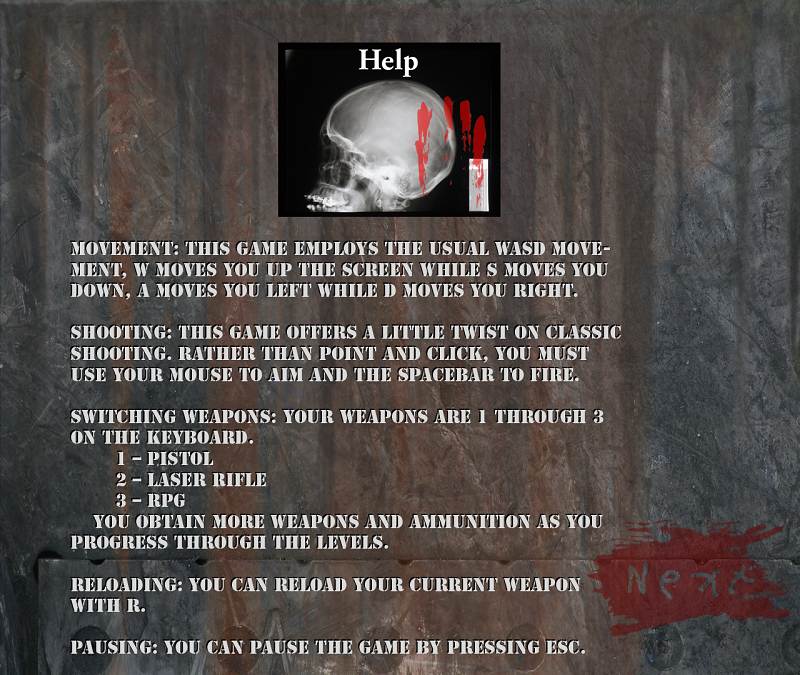 Help
MOVEMENT: THIS GAME EMPLOYS THE USUAL WASD MOVE-
MENT, W MOVES YOU UP THE SCREEN WHILE S MOVES YOU
DOWN, A MOVES YOU LEFT WHILE D MOVES YOU RIGHT.
SHOOTING: THIS GAME OFFERS A LITTLE TWIST ON CLASSIC
SHOOTING. RATHER THAN POINT AND CLICK, YOU MUST
USE YOUR MOUSE TO AIM AND THE SPACEBAR TO FIRE.
SWITCHING WEAPONS: YOUR WEAPONS ARE 1 THROUGH 3
ON THE KEYBOARD.
1 – PISTOL
2 – LASER RIFLE
3 – RPG
YOU OBTAIN MORE WEAPONS AND AMMUNITION AS YOU
PROGRESS THROUGH THE LEVELS.
RELOADING: YOU CAN RELOAD YOUR CURRENT WEAPON
WITH R.
Next
PAUSING: YOU CAN PAUSE THE GAME BY PRESSING ESC.